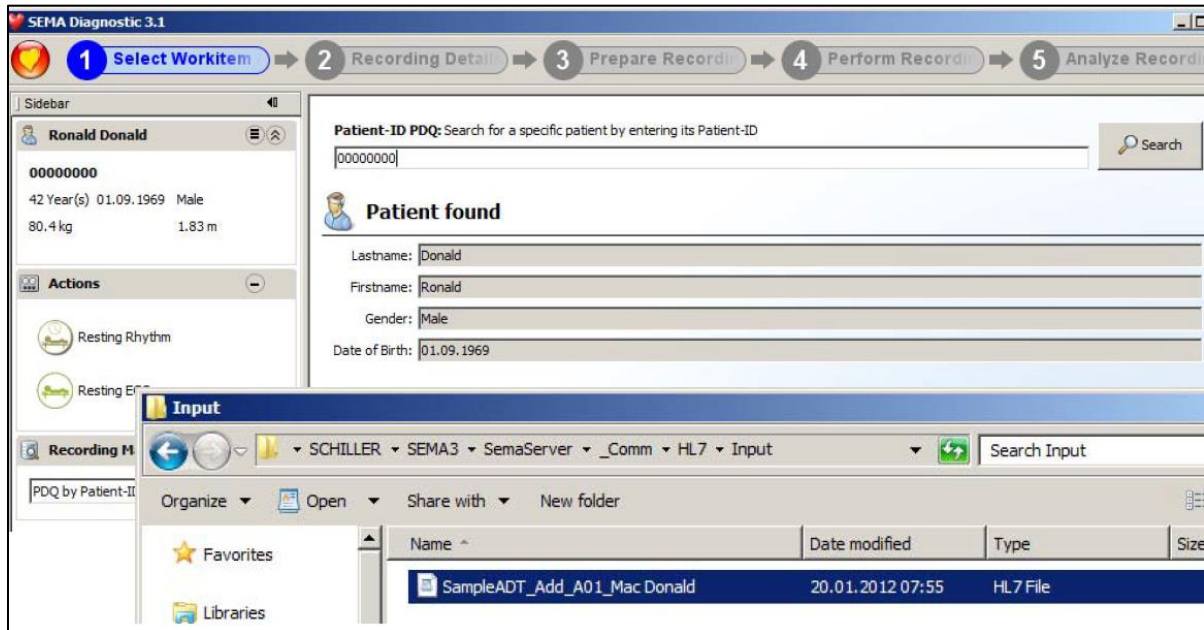 SEMA Diagnostic 3.1
1 Select Workitem 2 Recording Detail 3 Prepare Recordi 4 Perform Recordi 5 Analyze Recordi
Sidebar
Ronald Donald
00000000
42 Year(s) 01.09.1969 Male
80.4 kg 1.83 m
Actions
Resting Rhythm
Resting EC
Recording M
PDQ by Patient-ID
Patient-ID PDQ: Search for a specific patient by entering its Patient-ID
00000000
Search
Patient found
Lastname: Donald
Firstname: Ronald
Gender: Male
Date of Birth: 01.09.1969
Input
SCHILLER SEMA3 SemaServer _Comm HL7 Input
Search Input
Organize Open Share with New folder
Favorites
Libraries
Name Date modified Type Size
SampleADT_Add_A01_Mac Donald 20.01.2012 07:55 HL7 File